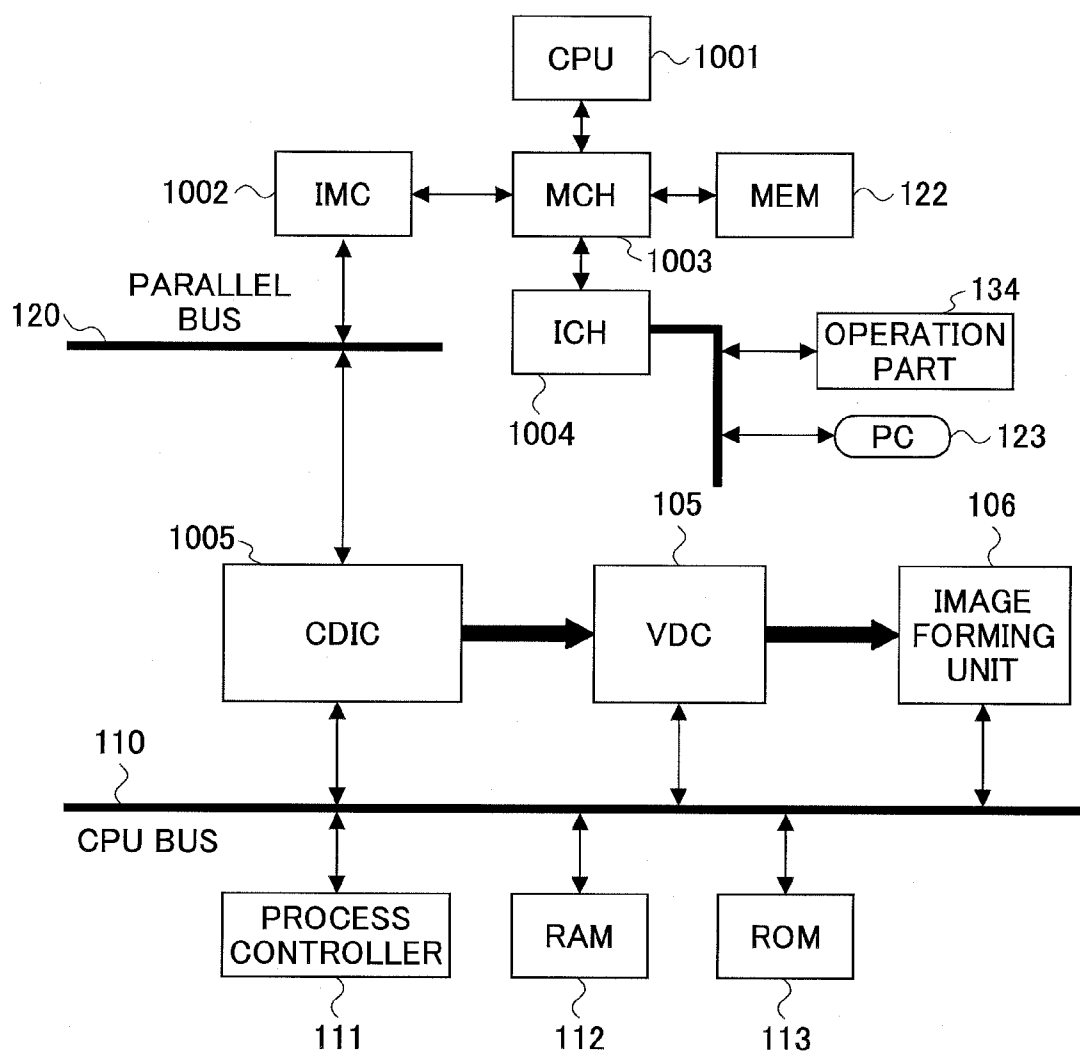 CPU
1001
1002
IMC
MCH
MEM
122
1003
PARALLEL
BUS
120
ICH
1004
134
OPERATION
PART
PC
123
1005
CDIC
105
VDC
106
IMAGE
FORMING
UNIT
110
CPU BUS
PROCESS
CONTROLLER
RAM
ROM
111
112
113